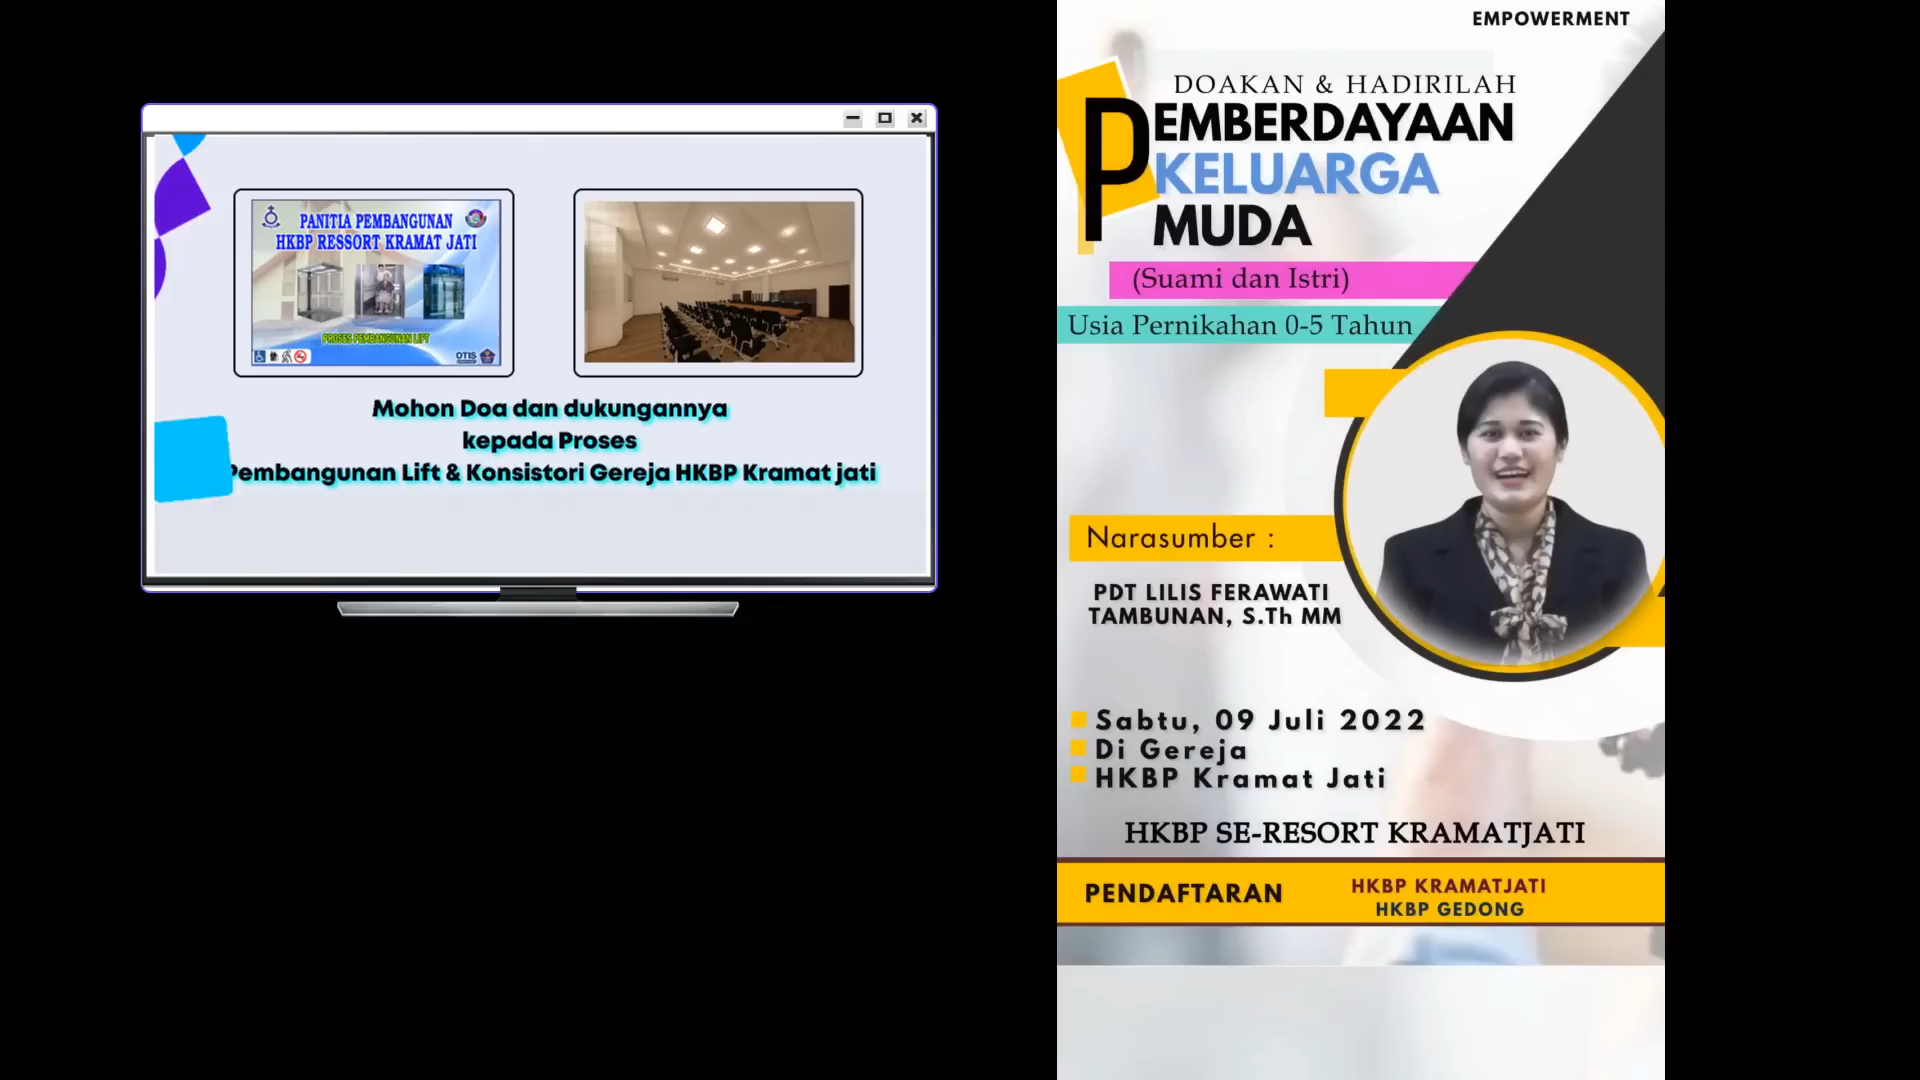 PANITIA PEMBANGUNAN
HKBP RESSORT KRAMAT JATI
PROSES PEMBANGUNAN LIFT
OTIS
Mohon Doa dan dukungannya
kepada Proses
Pembangunan Lift & Konsistori Gereja HKBP Kramat jati
EMPOWERMENT
DOAKAN & HADIRILAH
PEMBERDAYAAN
KELUARGA
MUDA
(Suami dan Istri)
Usia Pernikahan 0-5 Tahun
Narasumber :
PDT LILIS FERAWATI
TAMBUNAN, S.Th MM
Sabtu, 09 Juli 2022
Di Gereja
HKBP Kramat Jati
HKBP SE-RESORT KRAMATJATI
PENDAFTARAN
HKBP KRAMATJATI
HKBP GEDONG